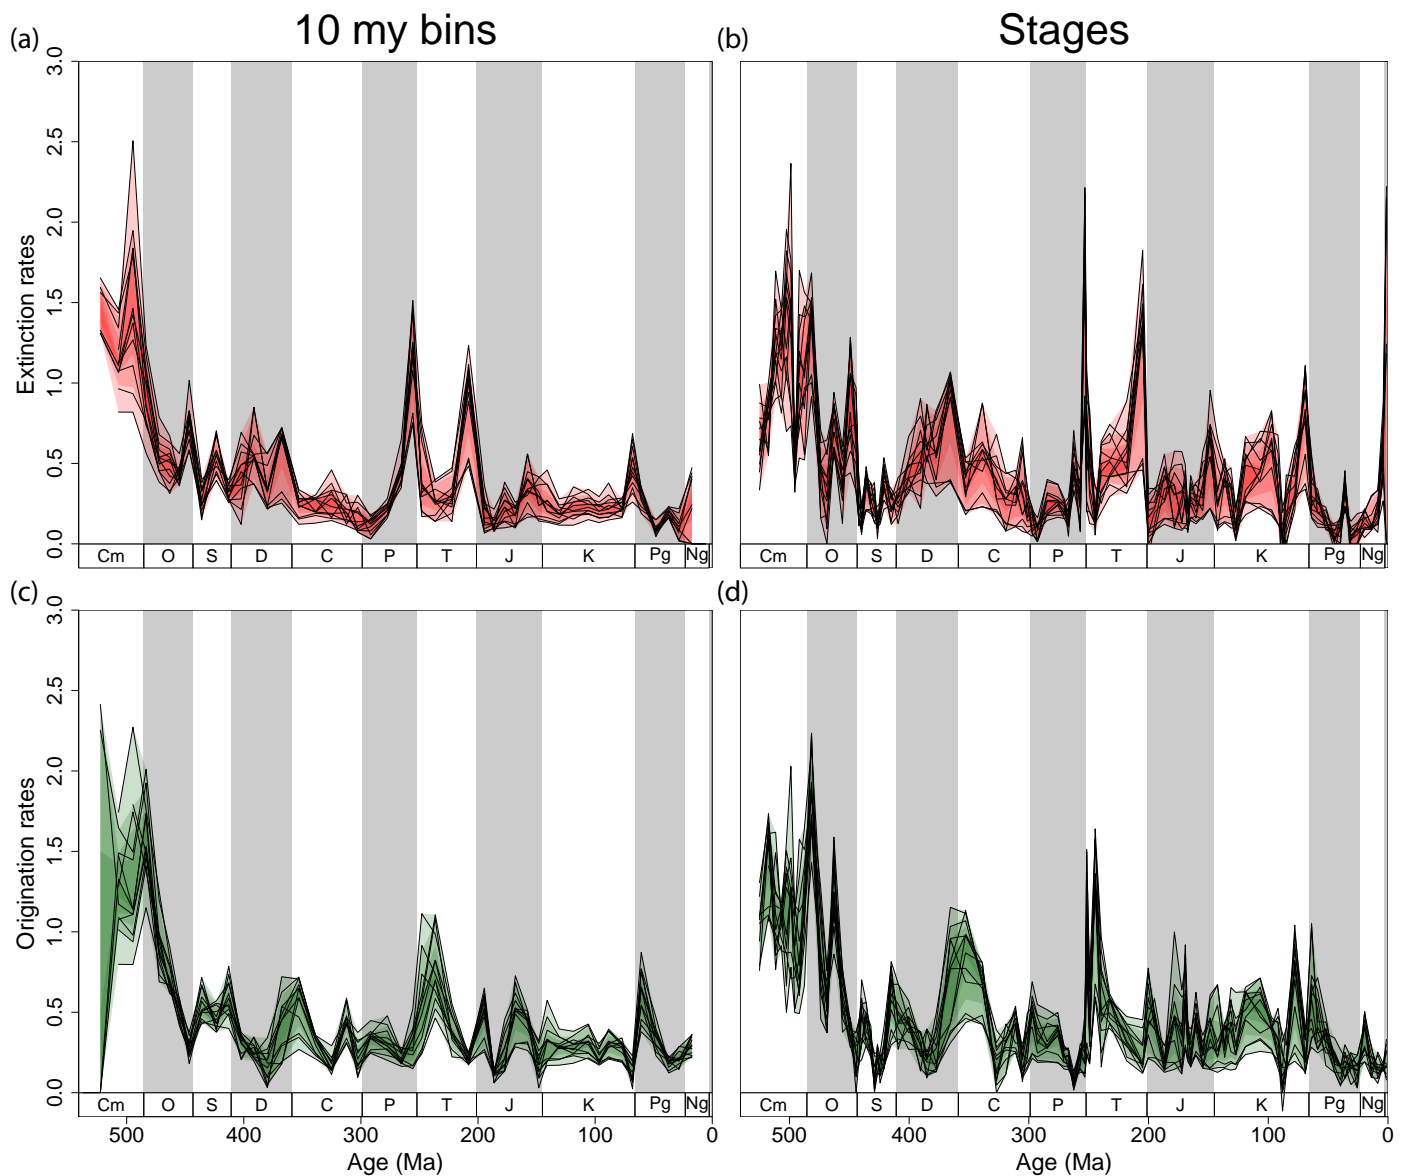 (a) 10 my bins
(b) Stages
Extinction rates
3.0
2.5
2.0
1.5
1.0
0.5
0.0
Cm O S D C P T J K Pg Ng
Cm O S D C P T J K Pg Ng
(c)
(d)
Origination rates
3.0
2.5
2.0
1.5
1.0
0.5
0.0
Cm O S D C P T J K Pg Ng
Cm O S D C P T J K Pg Ng
500 400 300 200 100 0
500 400 300 200 100 0
Age (Ma)
Age (Ma)